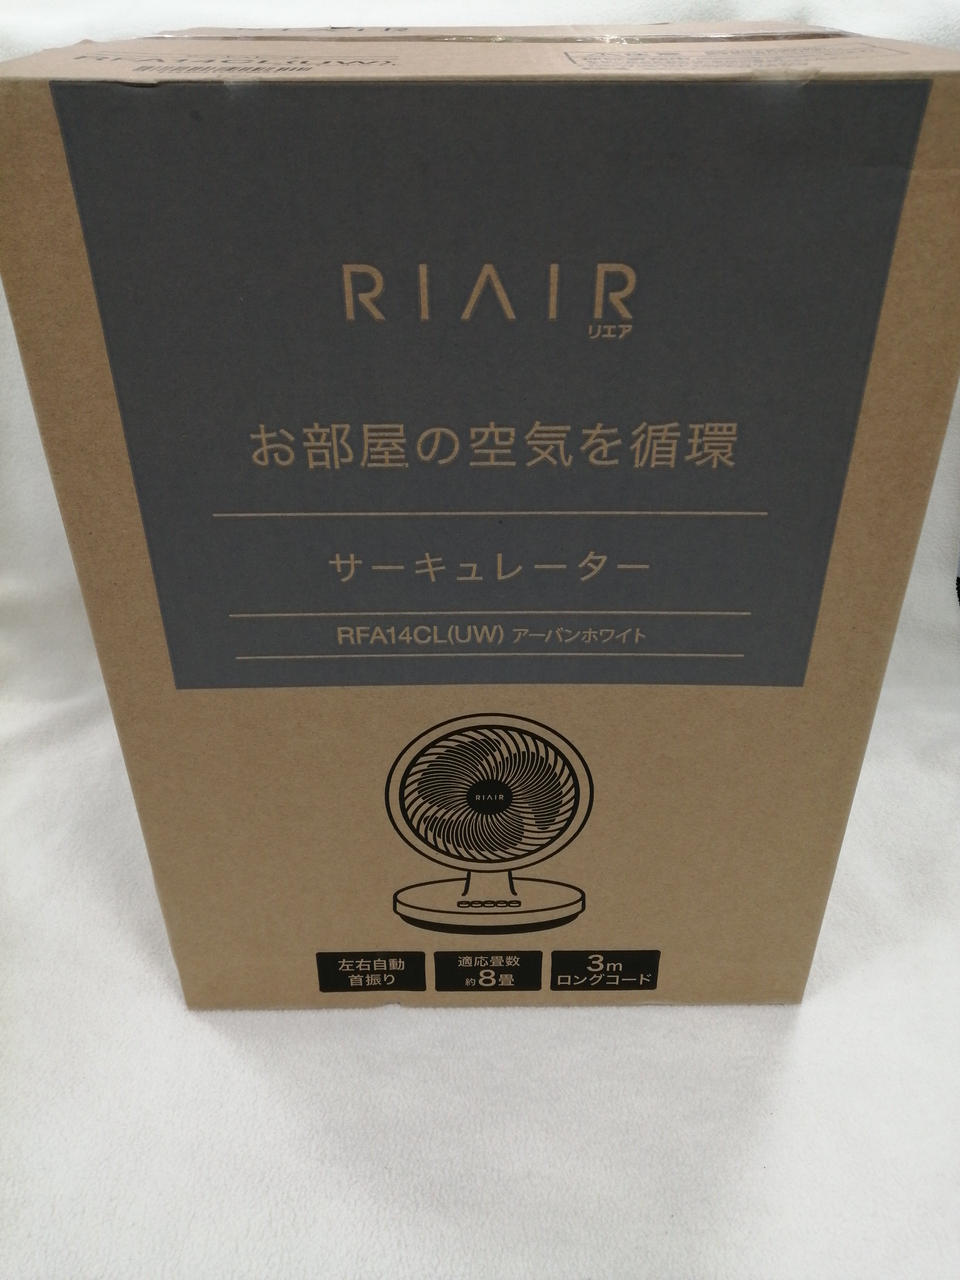 RFA14CL(UW)
RIAIR
リエア
お部屋の空気を循環
サーキュレーター
RFA14CL(UW) アーバンホワイト
RIAIR
左右自動
首振り
適応畳数
約8畳
3m
ロングコード